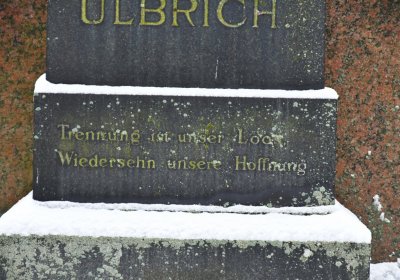 ULBRICH
Trennung ist unser Loos
Wiedersehn unsere Hoffnung